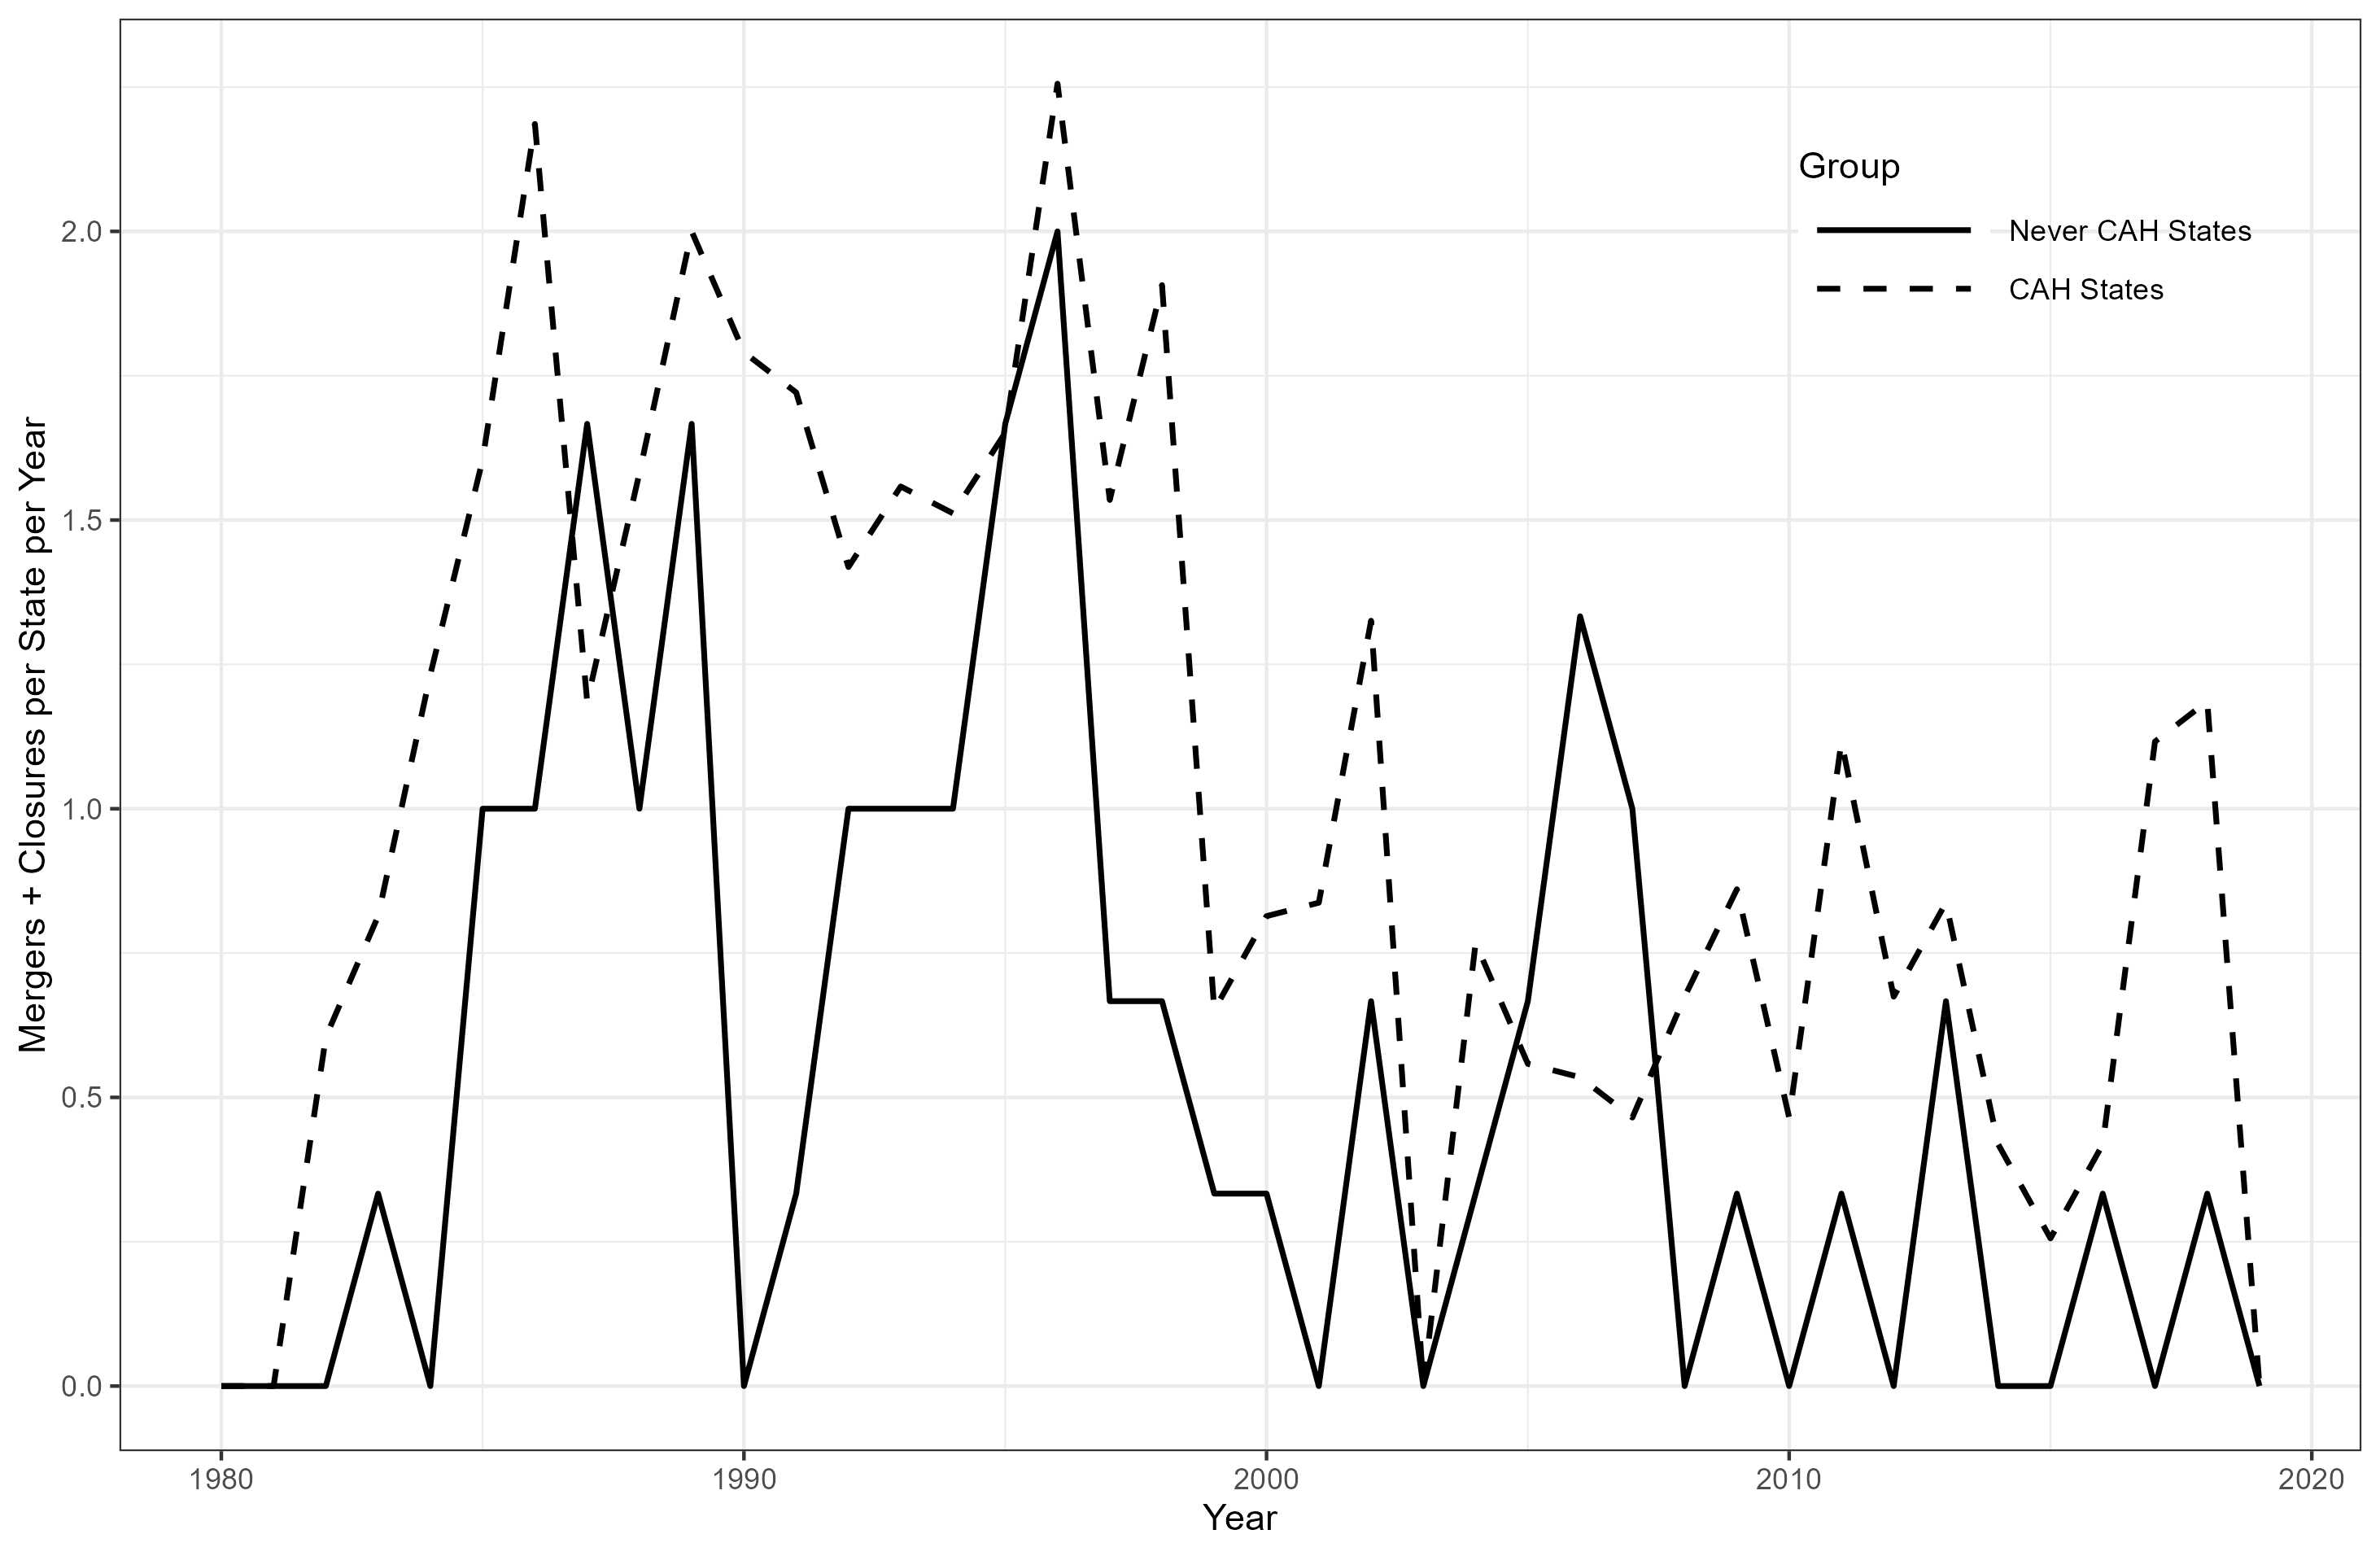 Mergers + Closures per State per Year
2.0
1.5
1.0
0.5
0.0
Group
Never CAH States
CAH States
1980
1990
2000
2010
2020
Year